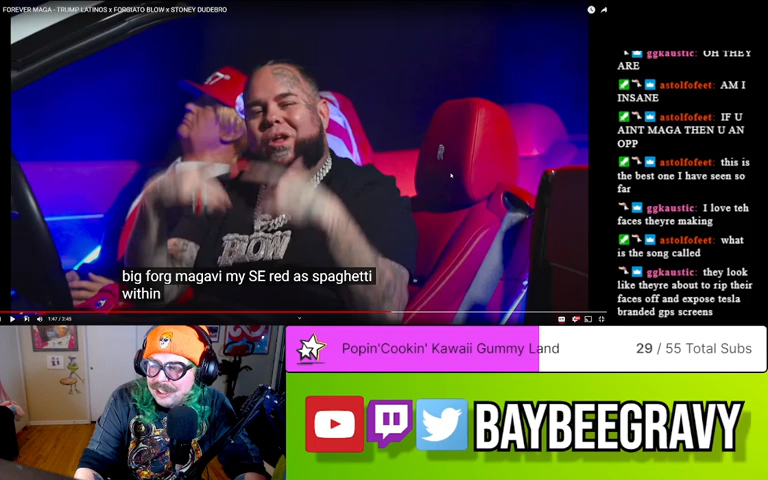 FOREVER MAGA - TRUMP LATINOS x FORGIATO BLOW x STONEY DUDEBRO
BLOW
big forg magavi my SE red as spaghetti
within
1:47 / 2:45
ggkaustic: OH THEY
ARE
astolfofeet: AM I
INSANE
astolfofeet: IF U
AINT MAGA THEN U AN
OPP
astolfofeet: this is
the best one I have seen so
far
ggkaustic: I love teh
faces theyre making
astolfofeet: what
is the song called
ggkaustic: they look
like theyre about to rip their
faces off and expose tesla
branded gps screens
Popin'Cookin' Kawaii Gummy Land 29 / 55 Total Subs
BAYBEEGRAVY